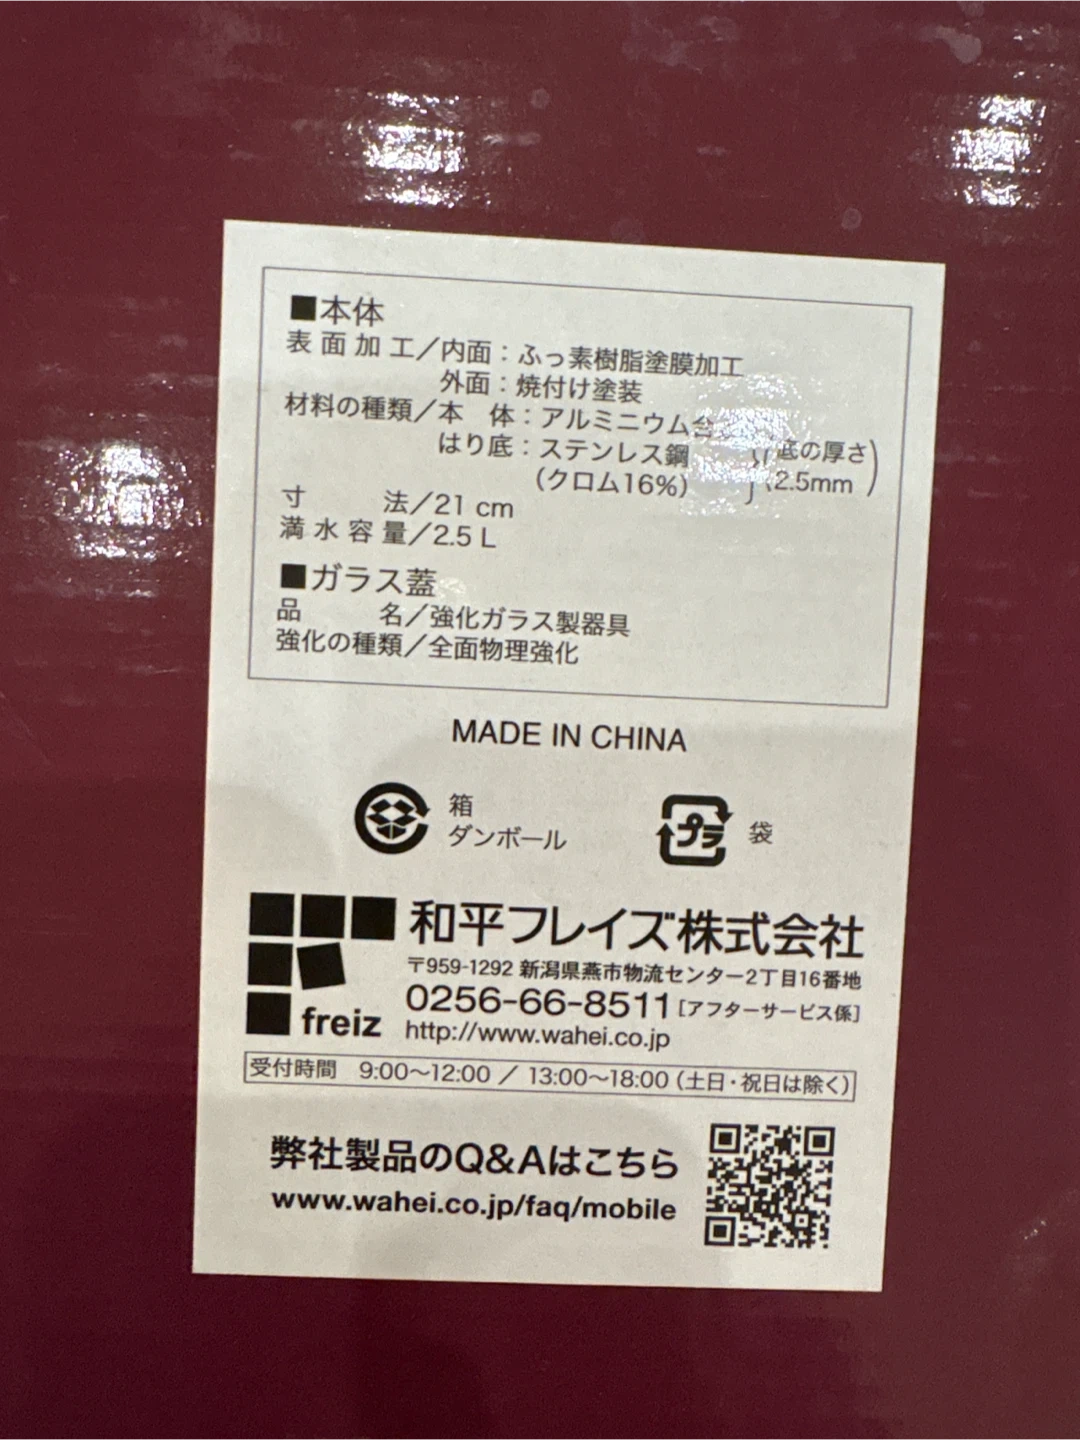 ■本体
表面加工／内面：ふっ素樹脂塗膜加工
外面：焼付け塗装
材料の種類／本　体：アルミニウム合
はり底：ステンレス鋼
（クロム16%）
底の厚さ
2.5mm
寸　　　法／21 cm
満水容量／2.5 L
■ガラス蓋
品　　　名／強化ガラス製器具
強化の種類／全面物理強化
MADE IN CHINA
箱
ダンボール
プラ
袋
和平フレイズ株式会社
〒959-1292 新潟県燕市物流センター2丁目16番地
0256-66-8511［アフターサービス係］
freiz
http://www.wahei.co.jp
受付時間　9:00～12:00 ／ 13:00～18:00（土日・祝日は除く）
弊社製品のQ&Aはこちら
www.wahei.co.jp/faq/mobile